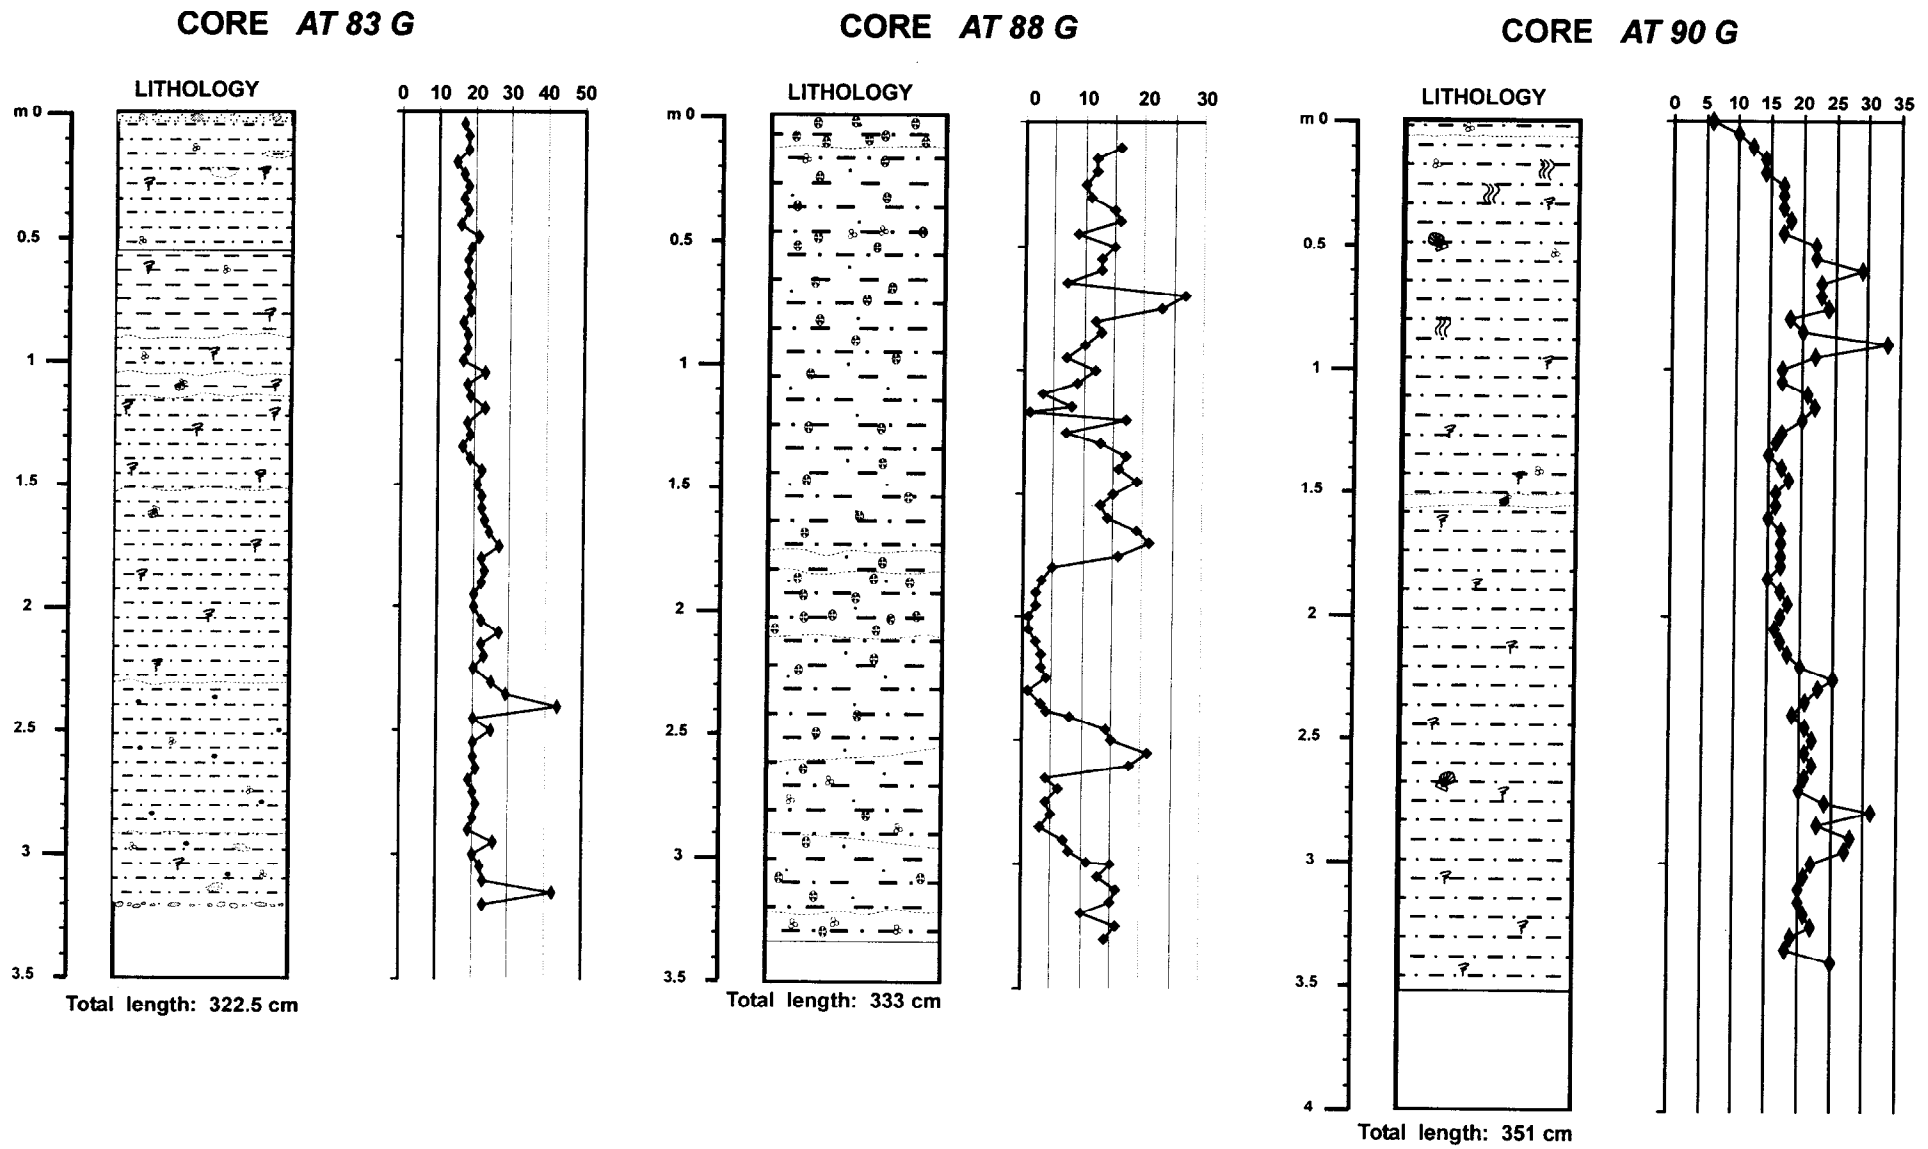 CORE AT 83 G
LITHOLOGY
0 10 20 30 40 50
m 0
0.5
1
1.5
2
2.5
3
3.5
Total length: 322.5 cm
CORE AT 88 G
LITHOLOGY
0 10 20 30
m 0
0.5
1
1.5
2
2.5
3
3.5
Total length: 333 cm
CORE AT 90 G
LITHOLOGY
0 5 10 15 20 25 30 35
m 0
0.5
1
1.5
2
2.5
3
3.5
4
Total length: 351 cm